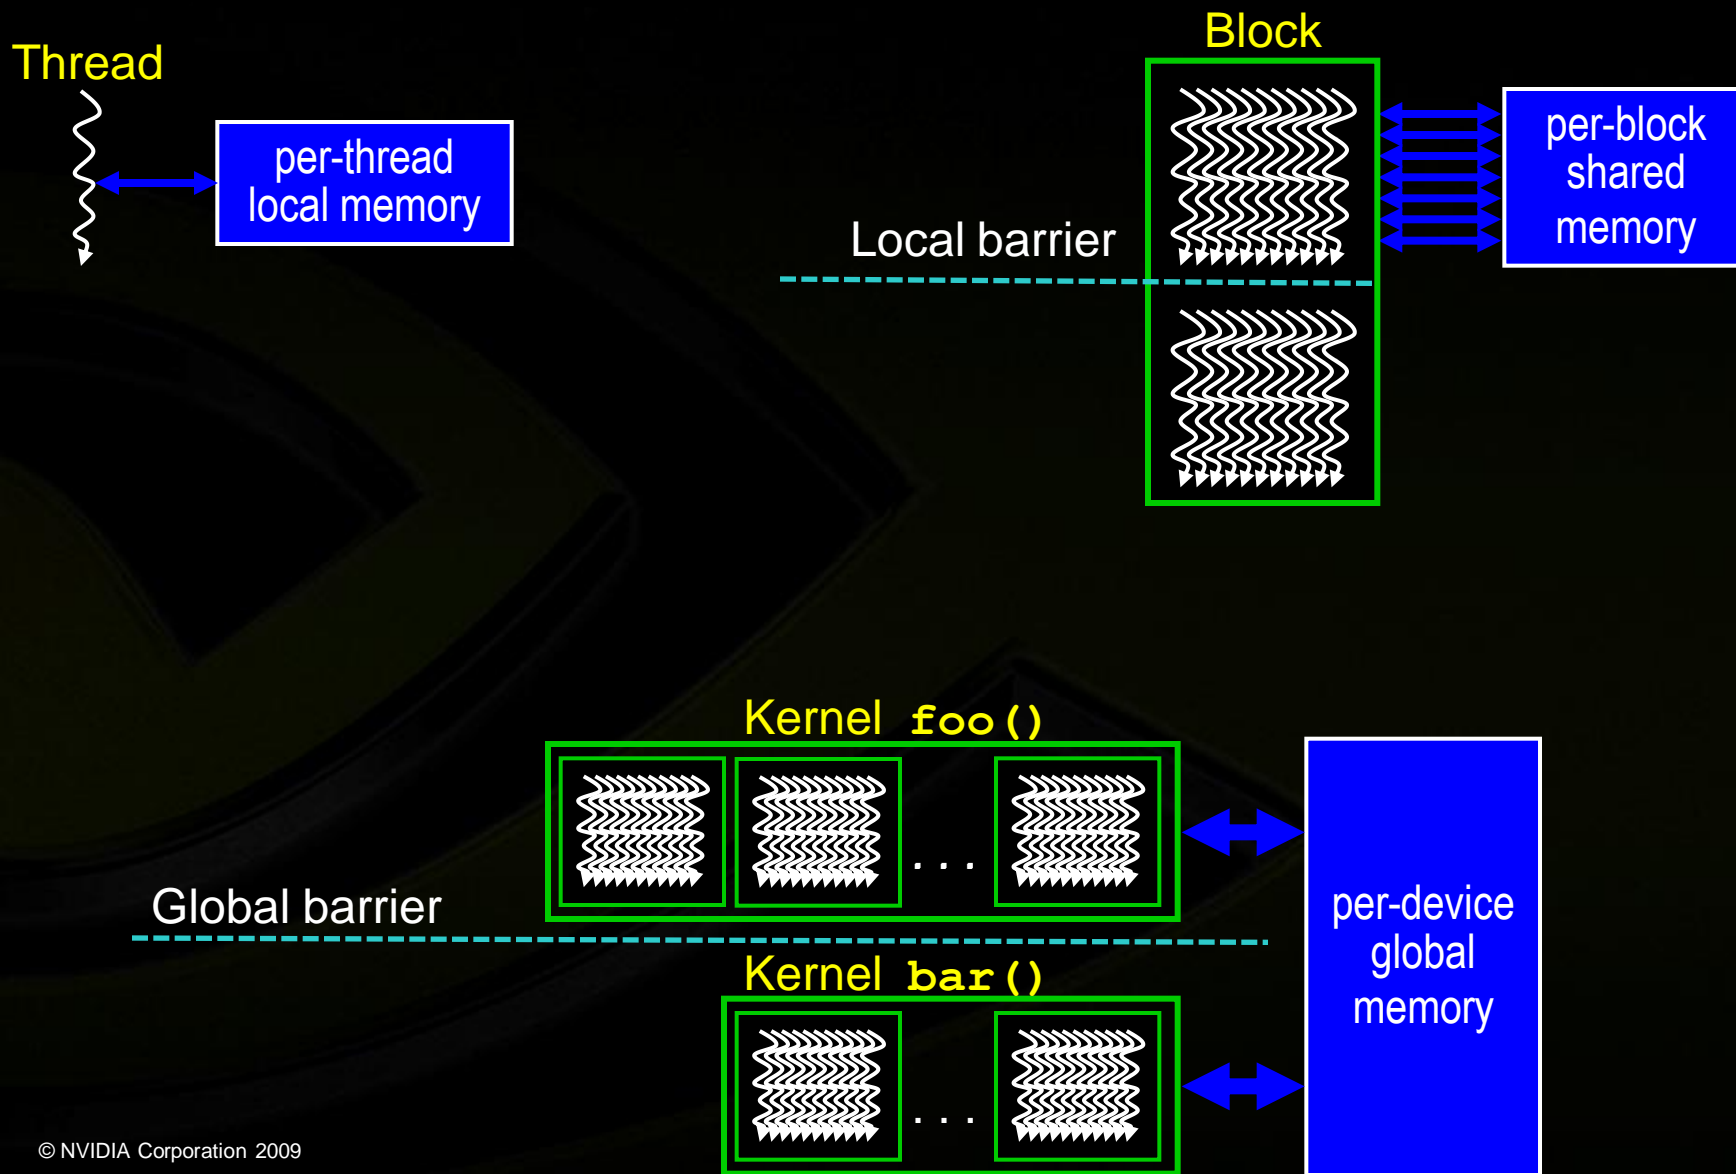 Thread
per-thread
local memory
Block
per-block
shared
memory
Local barrier
Kernel foo()
. . .
Global barrier
Kernel bar()
. . .
per-device
global
memory
© NVIDIA Corporation 2009